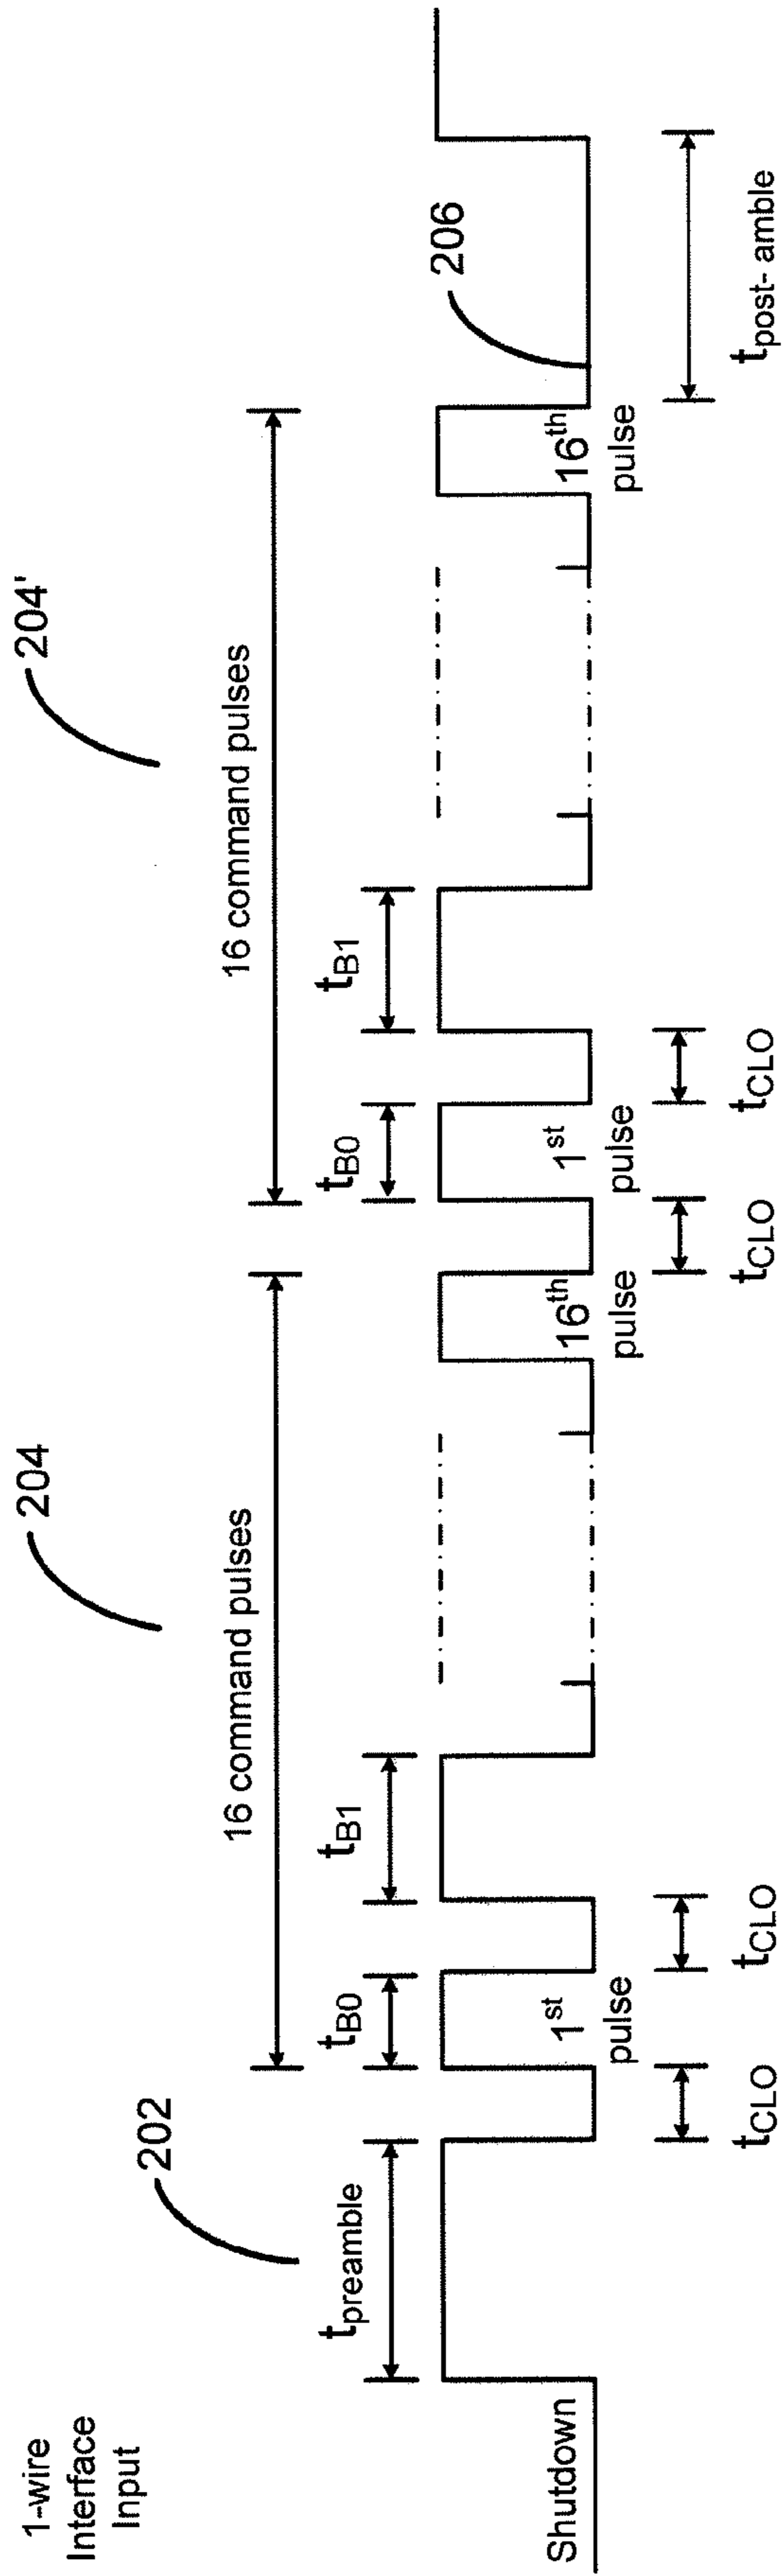 1-wire
Interface
Input
202
204
204'
16 command pulses
16 command pulses
tpreamble
tB0
tB1
tB0
tB1
206
Shutdown
1st
pulse
16th
pulse
1st
pulse
16th
pulse
tCLO
tCLO
tCLO
tCLO
tpost- amble